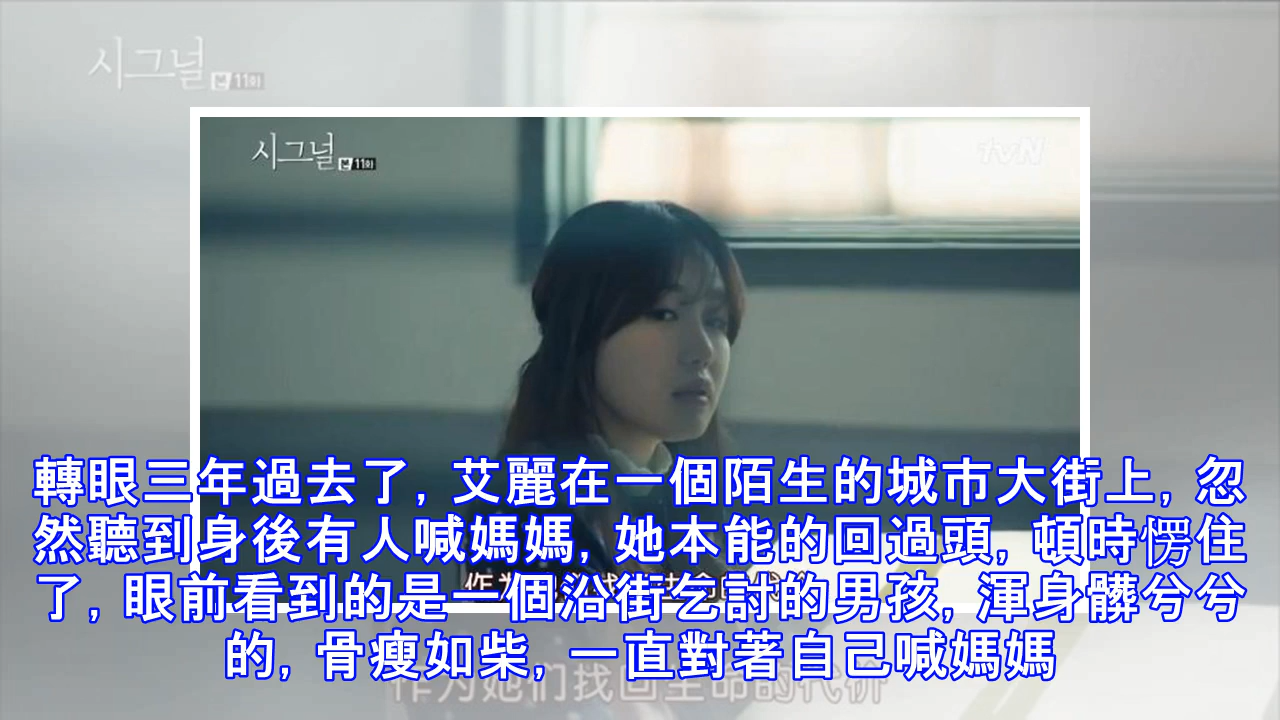 시그널
본 11회
시그널
본 11회
tvN
轉眼三年過去了, 艾麗在一個陌生的城市大街上, 忽
然聽到身後有人喊媽媽, 她本能的回過頭, 頓時愣住
了, 眼前看到的是一個沿街乞討的男孩, 渾身髒兮兮
的, 骨瘦如柴, 一直對著自己喊媽媽
作为她们找回生命的代价